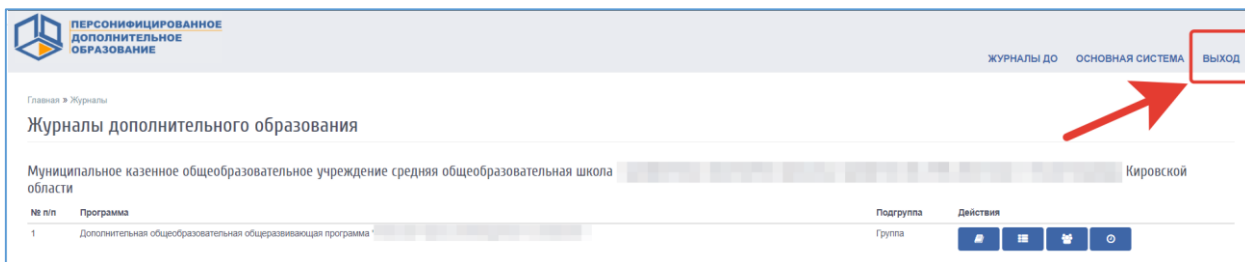 ПЕРСОНИФИЦИРОВАННОЕ
ДОПОЛНИТЕЛЬНОЕ
ОБРАЗОВАНИЕ
ЖУРНАЛЫ ДО ОСНОВНАЯ СИСТЕМА ВЫХОД
Главная » Журналы
Журналы дополнительного образования
Муниципальное казенное общеобразовательное учреждение средняя общеобразовательная школа Кировской
области
№ п/п Программа Подгруппа Действия
1 Дополнительная общеобразовательная общеразвивающая программа " Группа